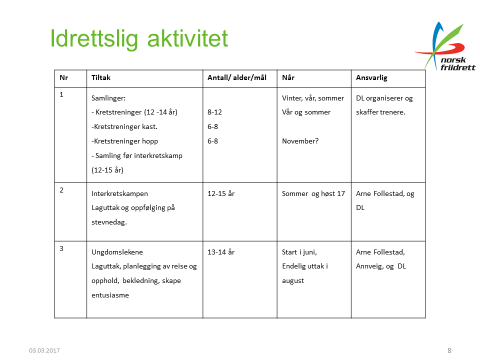 Idrettslig aktivitet
norsk
friidrett
Nr Tiltak Antall/ alder/mål Når Ansvarlig
1 Samlinger: Vinter, vår, sommer DL organiserer og
- Kretstreninger (12 -14 år) 8-12 Vår og sommer skaffer trenere.
-Kretstreninger kast. 6-8
-Kretstreninger hopp 6-8 November?
- Samling før interkretskamp
(12-15 år)
2 Interkretskampen 12-15 år Sommer og høst 17 Arne Follestad, og
Laguttak og oppfølging på DL
stevnedag.
3 Ungdomslekene 13-14 år Start i juni, Arne Follestad,
Laguttak, planlegging av reise og Endelig uttak i Annveig, og DL
opphold, bekledning, skape august
entusiasme
03.03.2017 8